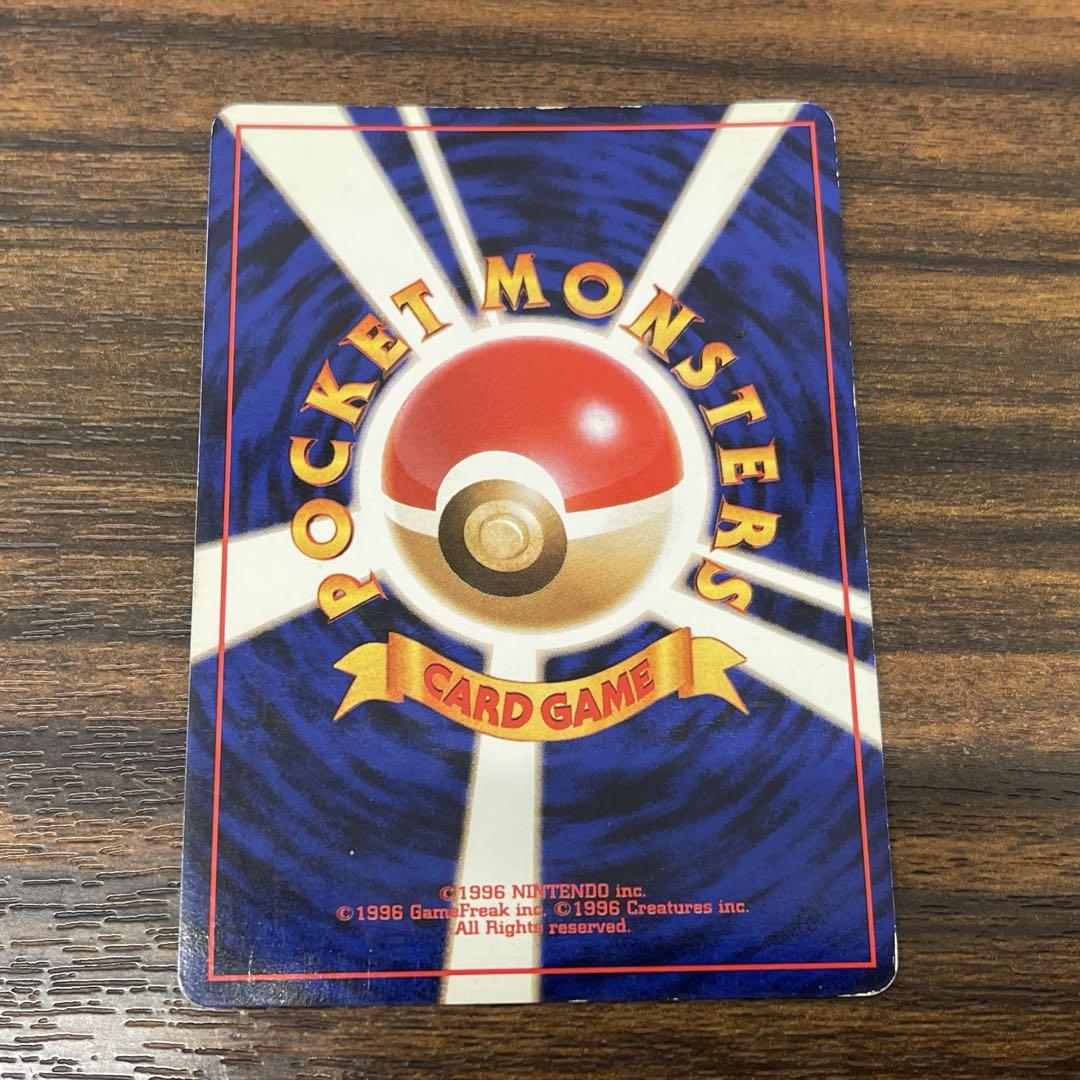 POCKET MONSTERS
CARD GAME
©1996 NINTENDO inc.
©1996 GameFreak inc. ©1996 Creatures inc.
All Rights reserved.